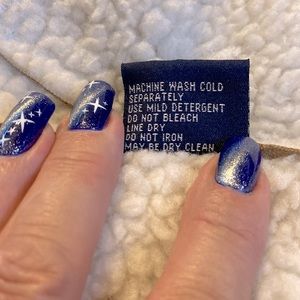 MACHINE WASH COLD
SEPARATELY
USE MILD DETERGENT
DO NOT BLEACH
LINE DRY
DO NOT IRON
MAY BE DRY CLEAN